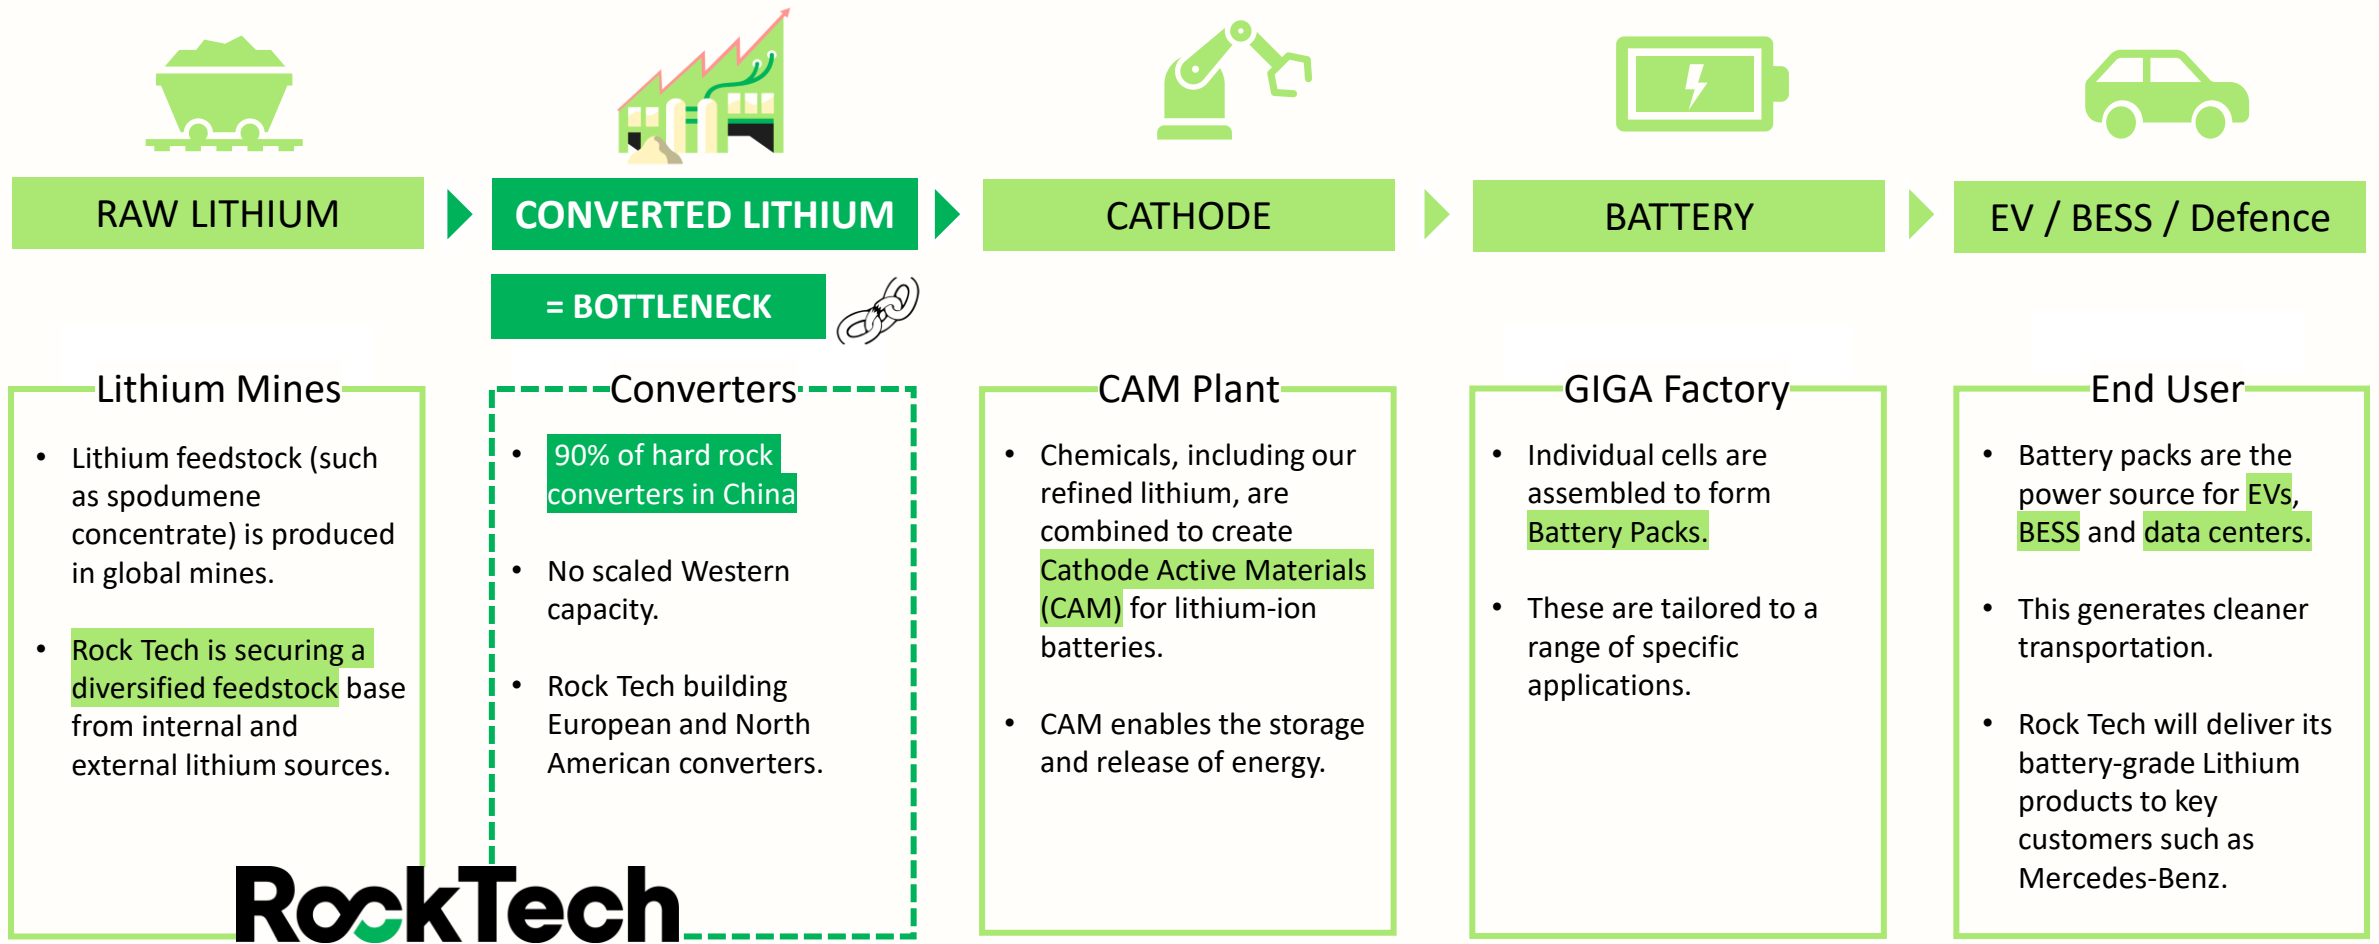 RAW LITHIUM
CONVERTED LITHIUM
CATHODE
BATTERY
EV / BESS / Defence
= BOTTLENECK
Lithium Mines
• Lithium feedstock (such
as spodumene
concentrate) is produced
in global mines.
• Rock Tech is securing a
diversified feedstock base
from internal and
external lithium sources.
Converters
• 90% of hard rock
converters in China
• No scaled Western
capacity.
• Rock Tech building
European and North
American converters.
CAM Plant
• Chemicals, including our
refined lithium, are
combined to create
Cathode Active Materials
(CAM) for lithium-ion
batteries.
• CAM enables the storage
and release of energy.
GIGA Factory
• Individual cells are
assembled to form
Battery Packs.
• These are tailored to a
range of specific
applications.
End User
• Battery packs are the
power source for EVs,
BESS and data centers.
• This generates cleaner
transportation.
• Rock Tech will deliver its
battery-grade Lithium
products to key
customers such as
Mercedes-Benz.
RockTech